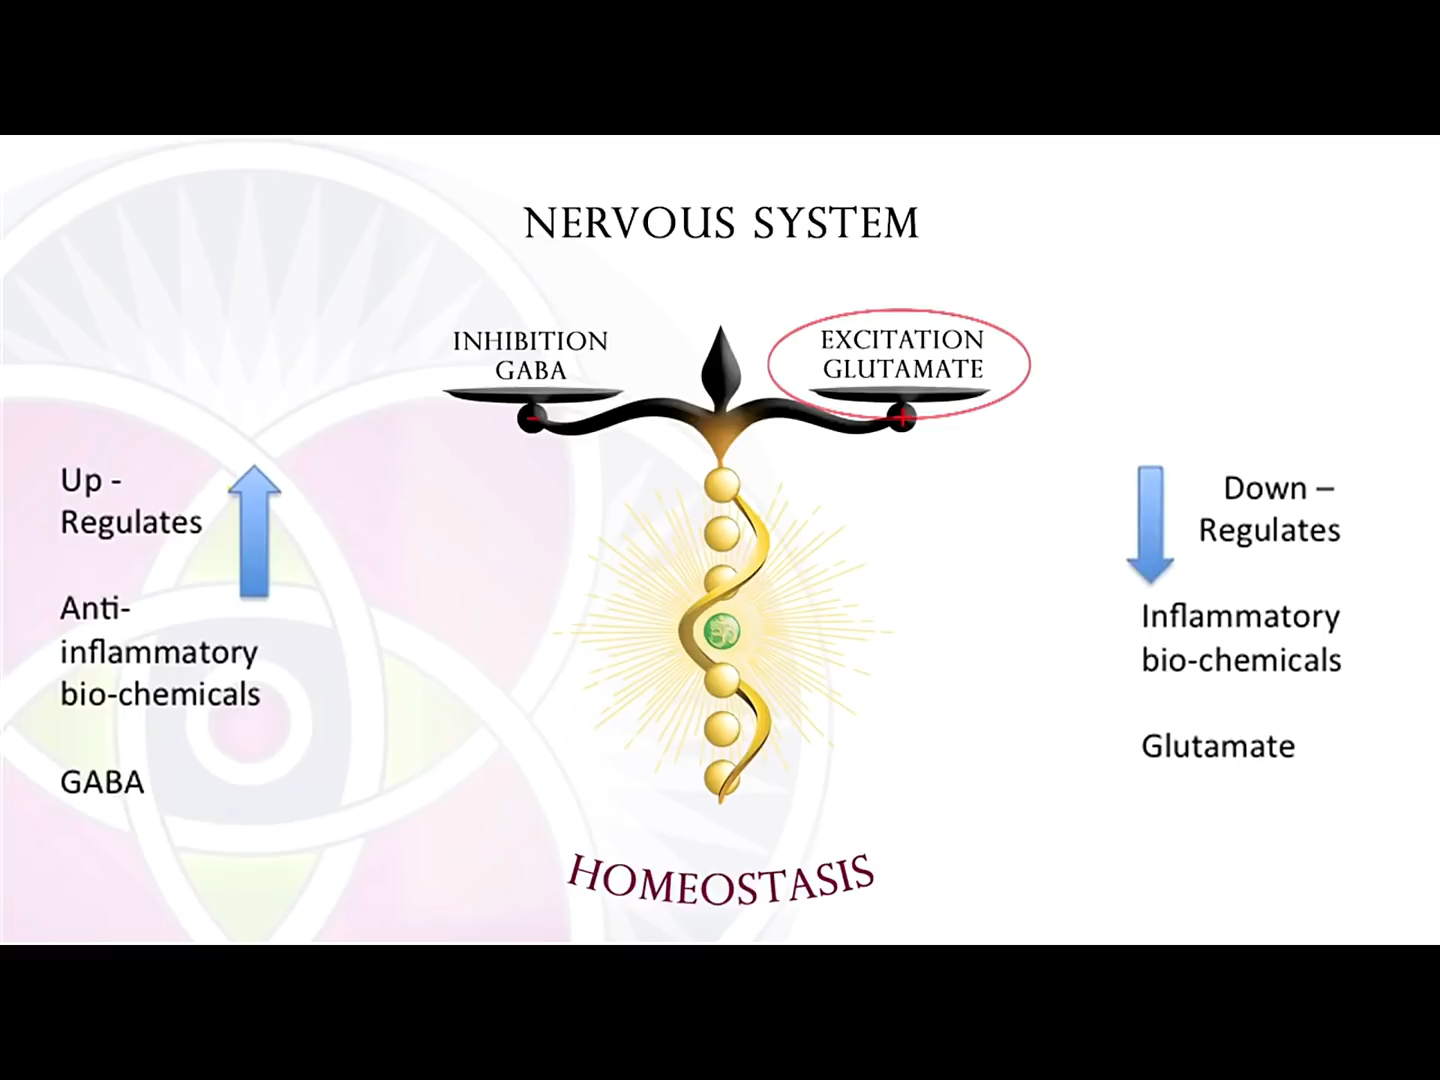 NERVOUS SYSTEM
INHIBITION
GABA
EXCITATION
GLUTAMATE
-
+
Up -
Regulates
Anti-
inflammatory
bio-chemicals
GABA
Down –
Regulates
Inflammatory
bio-chemicals
Glutamate
HOMEOSTASIS